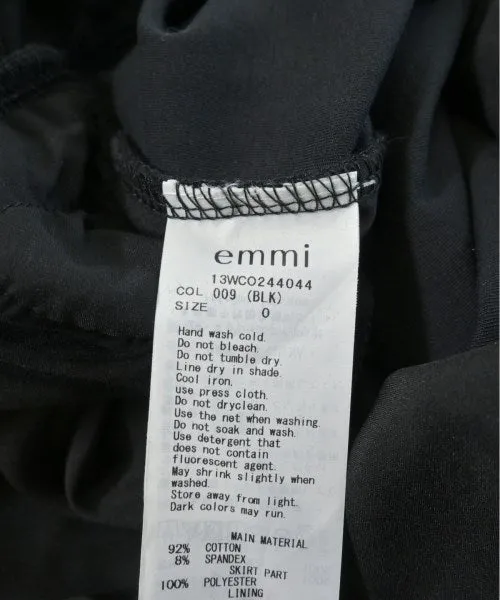 emmi
13WCO244044
COL 009 (BLK)
SIZE 0
Hand wash cold.
Do not bleach.
Do not tumble dry.
Line dry in shade.
Cool iron.
use press cloth.
Do not dryclean.
Use the net when washing.
Do not soak and wash.
Use detergent that
does not contain
fluorescent agent.
May shrink slightly when
washed.
Store away from light.
Dark colors may run.
MAIN MATERIAL
92% COTTON
8% SPANDEX
SKIRT PART
100% POLYESTER
LINING